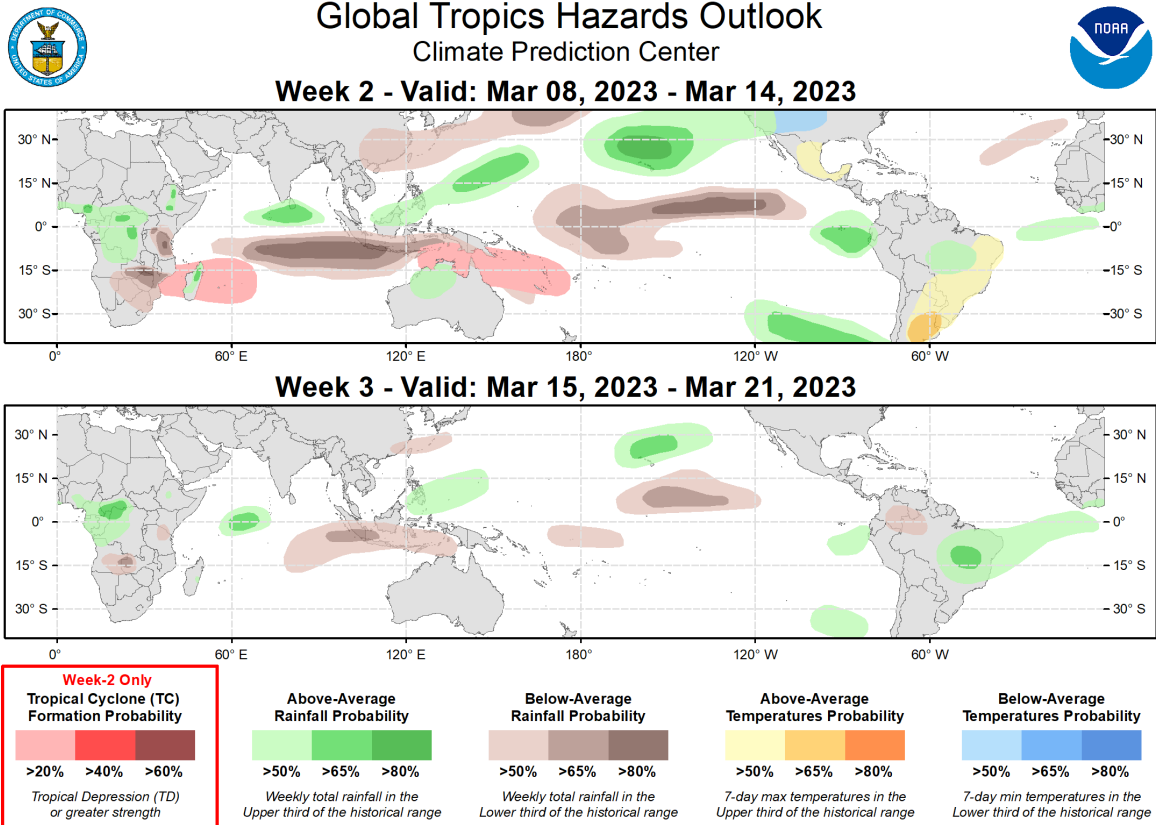 Global Tropics Hazards Outlook
Climate Prediction Center
DEPARTMENT OF COMMERCE
UNITED STATES OF AMERICA
NOAA
Week 2 - Valid: Mar 08, 2023 - Mar 14, 2023
30° N 30° N
15° N 15° N
0° 0°
15° S 15° S
30° S 30° S
0° 60° E 120° E 180° 120° W 60° W
Week 3 - Valid: Mar 15, 2023 - Mar 21, 2023
30° N 30° N
15° N 15° N
0° 0°
15° S 15° S
30° S 30° S
0° 60° E 120° E 180° 120° W 60° W
Week-2 Only
Tropical Cyclone (TC)
Formation Probability
>20% >40% >60%
Tropical Depression (TD)
or greater strength
Above-Average
Rainfall Probability
>50% >65% >80%
Weekly total rainfall in the
Upper third of the historical range
Below-Average
Rainfall Probability
>50% >65% >80%
Weekly total rainfall in the
Lower third of the historical range
Above-Average
Temperatures Probability
>50% >65% >80%
7-day max temperatures in the
Upper third of the historical range
Below-Average
Temperatures Probability
>50% >65% >80%
7-day min temperatures in the
Lower third of the historical range